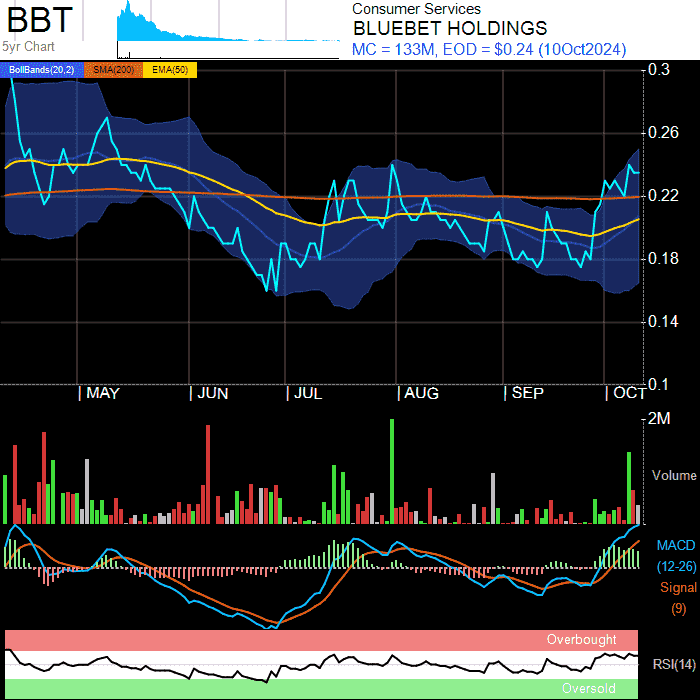 BBT
5yr Chart
Consumer Services
BLUEBET HOLDINGS
MC = 133M, EOD = $0.24 (10Oct2024)
BollBands(20,2) SMA(200) EMA(50)
0.3
0.26
0.22
0.18
0.14
0.1
| MAY | JUN | JUL | AUG | SEP | OCT
2M
Volume
MACD
(12-26)
Signal
(9)
Overbought
RSI(14)
Oversold